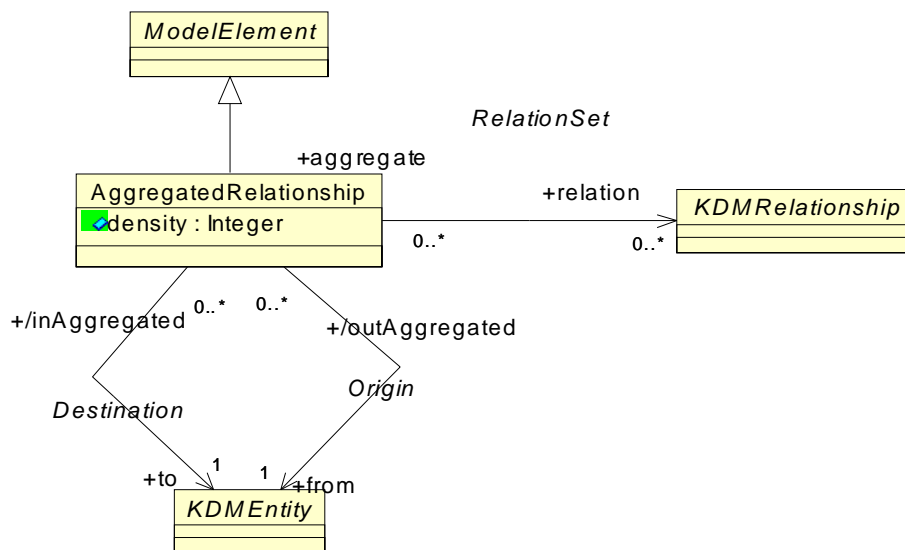 ModelElement
RelationSet
+aggregate
AggregatedRelationship
density : Integer
+relation
KDMRelationship
0..*
0..*
0..*
0..*
+/inAggregated
+/outAggregated
Origin
Destination
1
1
+to
+from
KDMEntity